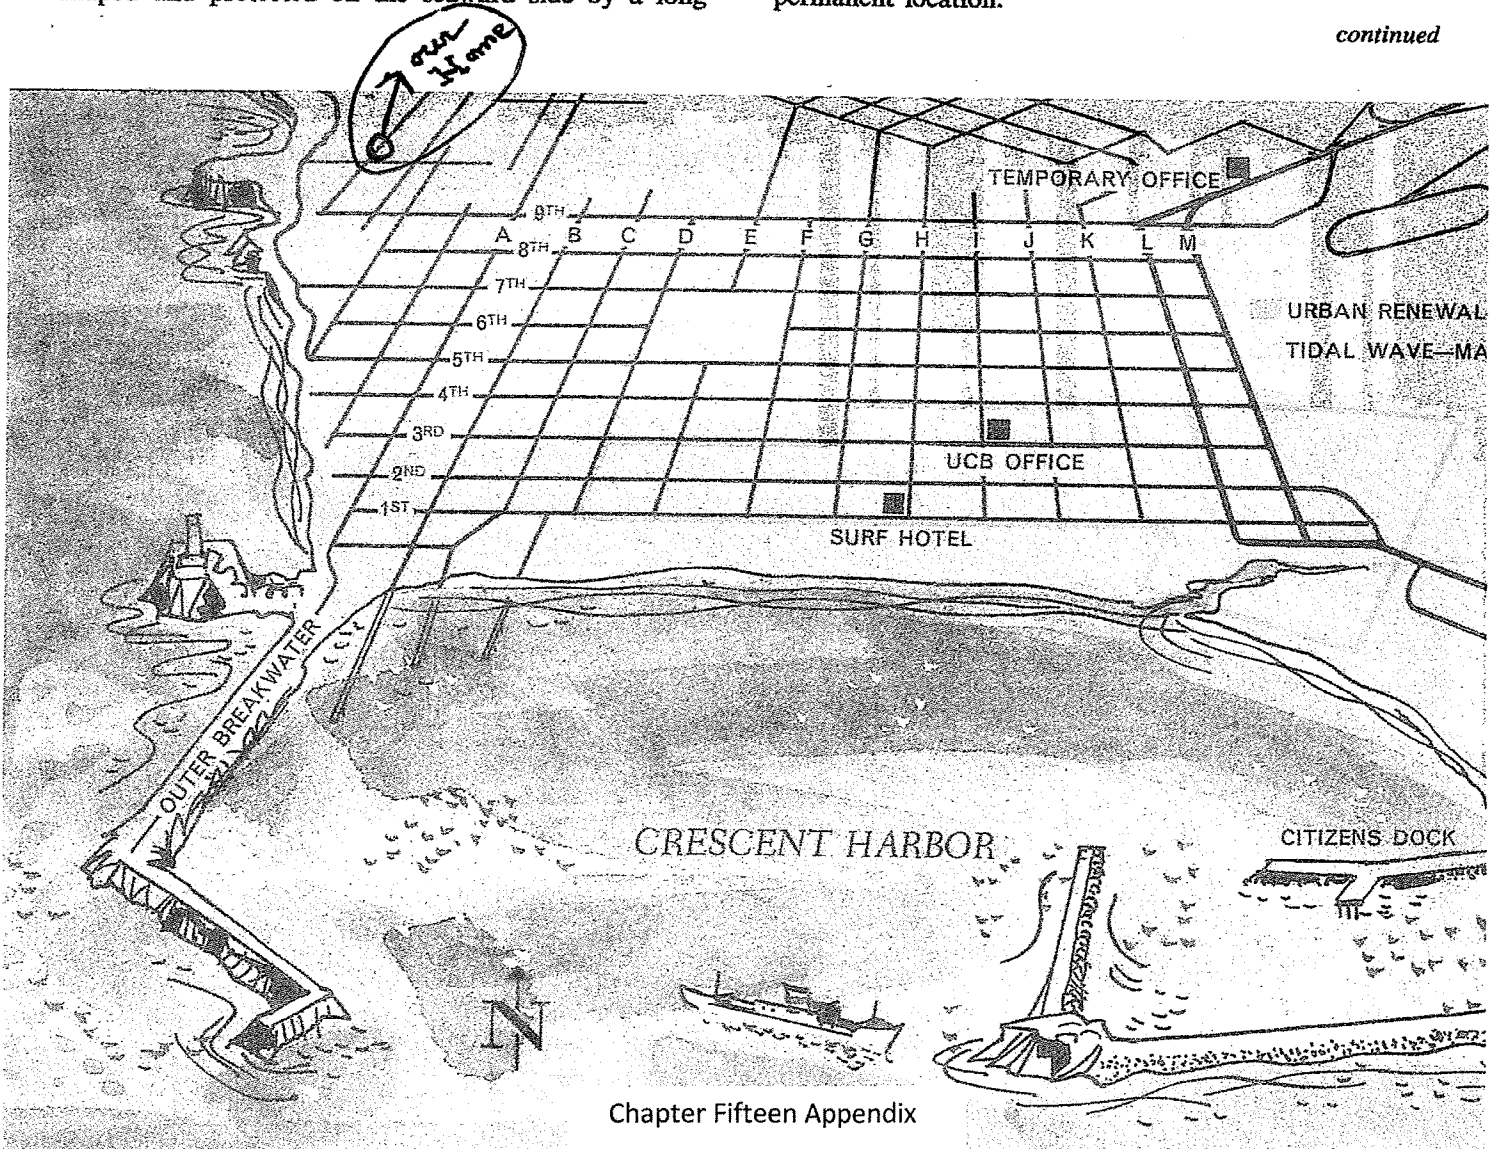 permanent location.
continued
our
Home
TEMPORARY OFFICE
9TH
A B C D E F G H I J K L M
8TH
7TH
6TH
5TH
4TH
3RD
2ND
1ST
URBAN RENEWAL
TIDAL WAVE—MA
UCB OFFICE
SURF HOTEL
OUTER BREAKWATER
CRESCENT HARBOR
CITIZENS DOCK
N
Chapter Fifteen Appendix